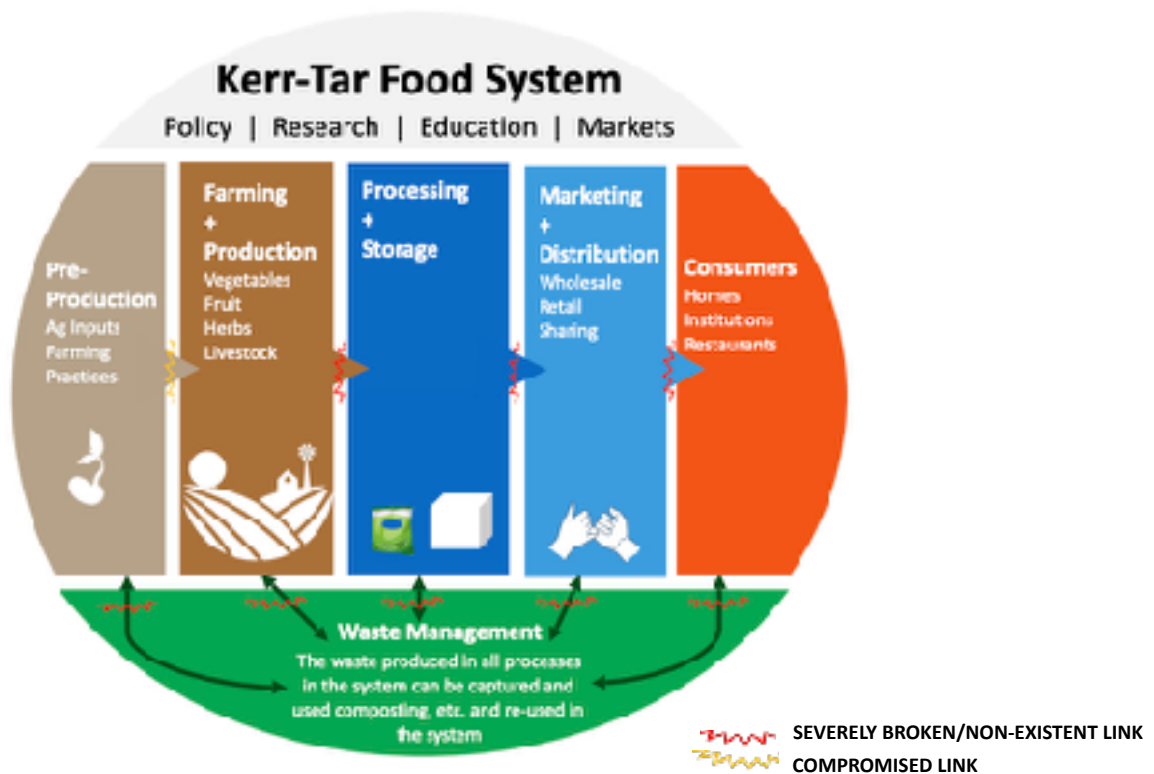 Kerr-Tar Food System
Policy | Research | Education | Markets
Pre-
Production
Ag Inputs
Farming
Practices
Farming
+
Production
Vegetables
Fruit
Herbs
Livestock
Processing
+
Storage
Marketing
+
Distribution
Wholesale
Retail
Sharing
Consumers
Homes
Institutions
Restaurants
Waste Management
The waste produced in all processes
in the system can be captured and
used composting, etc. and re-used in
the system
SEVERELY BROKEN/NON-EXISTENT LINK
COMPROMISED LINK